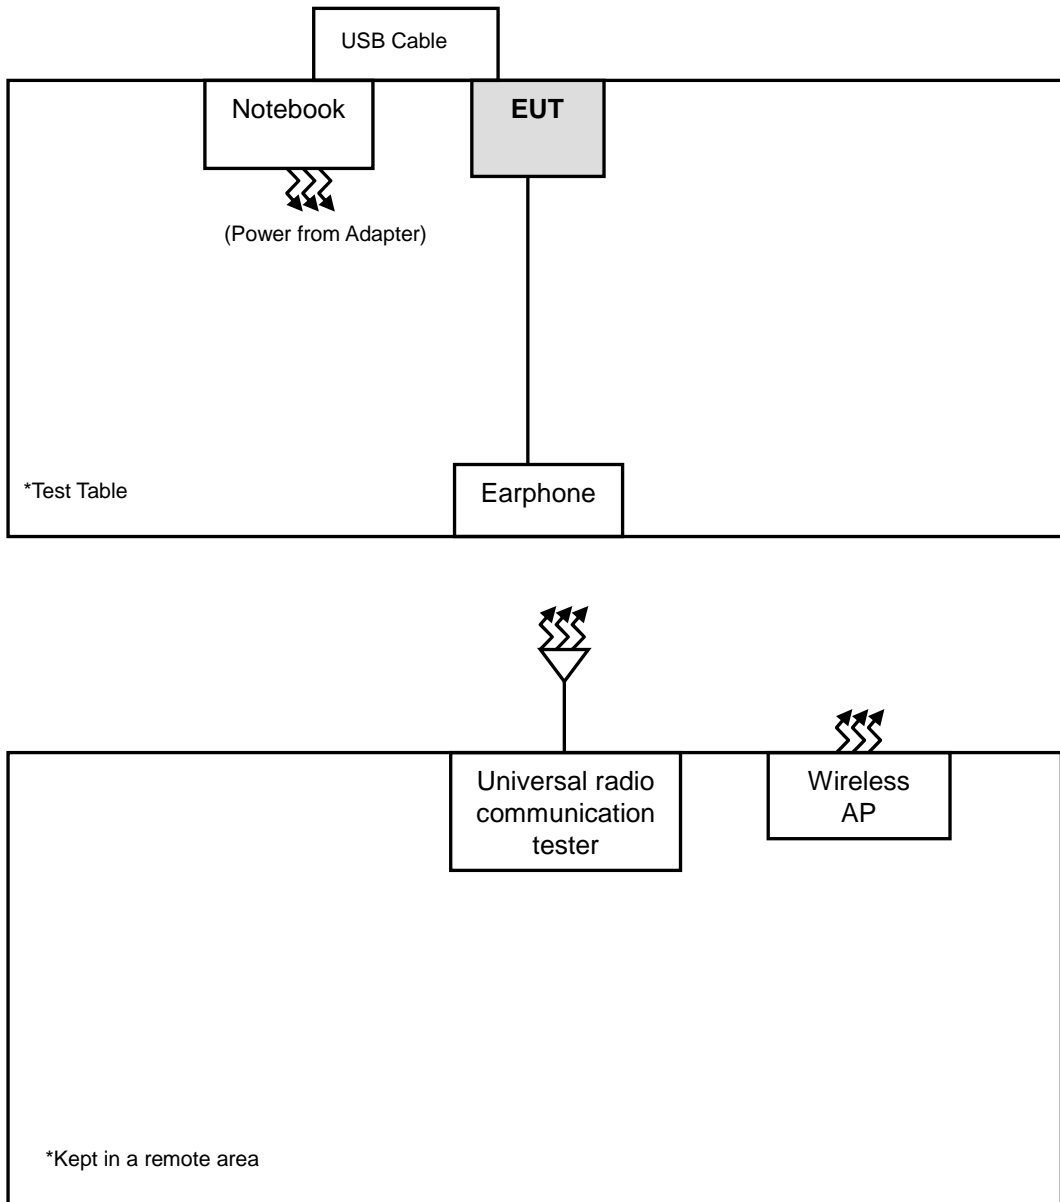 USB Cable
Notebook
EUT
(Power from Adapter)
*Test Table
Earphone
Universal radio
communication
tester
Wireless
AP
*Kept in a remote area